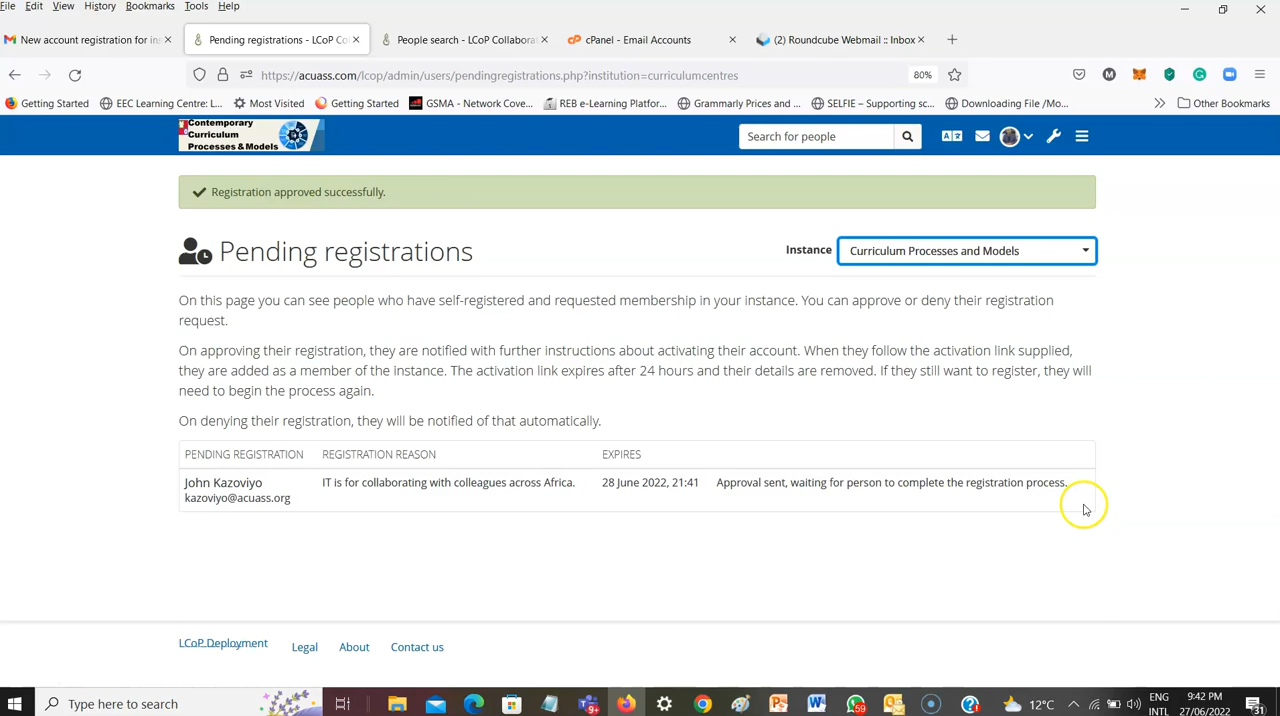 File Edit View History Bookmarks Tools Help
New account registration for in
Pending registrations - LCoP Co
People search - LCoP Collabora
cPanel - Email Accounts
(2) Roundcube Webmail :: Inbox
https://acuass.com/lcop/admin/users/pendingregistrations.php?institution=curriculumcentres
80%
Getting Started
EEC Learning Centre: L...
Most Visited
Getting Started
GSMA - Network Cove...
REB e-Learning Platfor...
Grammarly Prices and ...
SELFIE – Supporting sc...
Downloading File /Mo...
Other Bookmarks
Contemporary
Curriculum
Processes & Models
Search for people
Registration approved successfully.
Pending registrations
Instance
Curriculum Processes and Models
On this page you can see people who have self-registered and requested membership in your instance. You can approve or deny their registration
request.
On approving their registration, they are notified with further instructions about activating their account. When they follow the activation link supplied,
they are added as a member of the instance. The activation link expires after 24 hours and their details are removed. If they still want to register, they will
need to begin the process again.
On denying their registration, they will be notified of that automatically.
PENDING REGISTRATION REGISTRATION REASON EXPIRES
John Kazoviyo IT is for collaborating with colleagues across Africa. 28 June 2022, 21:41 Approval sent, waiting for person to complete the registration process.
kazoviyo@acuass.org
LCoP Deployment Legal About Contact us
Type here to search
9+
59
12°C
ENG
INTL
9:42 PM
27/06/2022
31